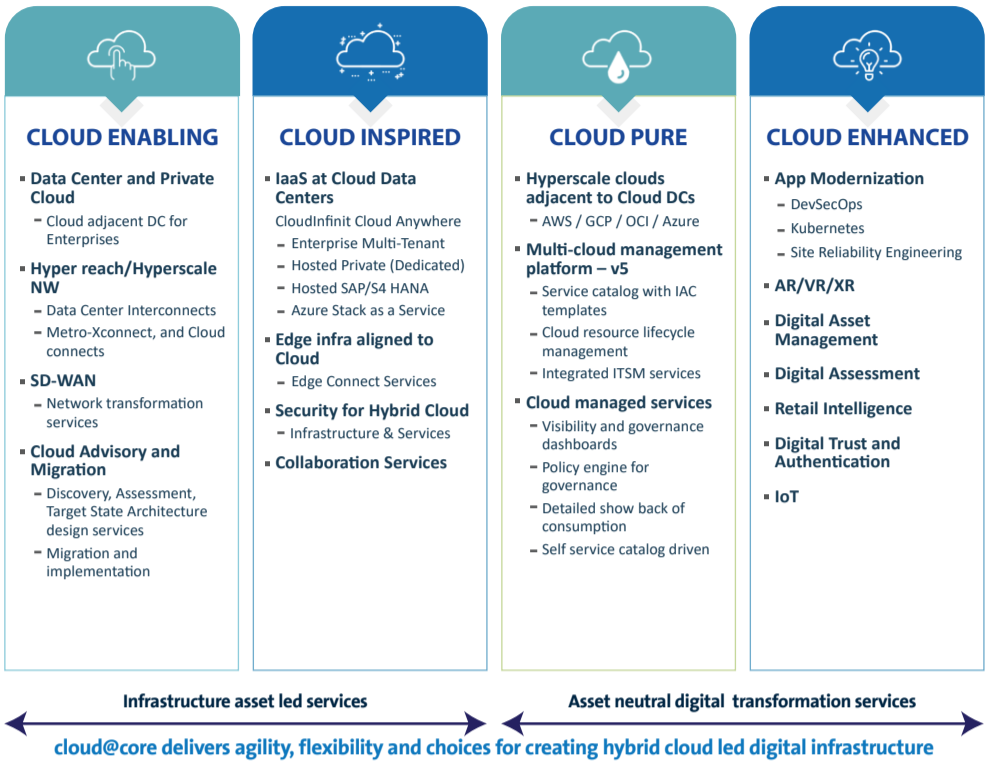 CLOUD ENABLING
▪ Data Center and Private
Cloud
– Cloud adjacent DC for
Enterprises
▪ Hyper reach/Hyperscale
NW
– Data Center Interconnects
– Metro-Xconnect, and Cloud
connects
▪ SD-WAN
– Network transformation
services
▪ Cloud Advisory and
Migration
– Discovery, Assessment,
Target State Architecture
design services
– Migration and
implementation
CLOUD INSPIRED
▪ IaaS at Cloud Data
Centers
CloudInfinit Cloud Anywhere
– Enterprise Multi-Tenant
– Hosted Private (Dedicated)
– Hosted SAP/S4 HANA
– Azure Stack as a Service
▪ Edge infra aligned to
Cloud
– Edge Connect Services
▪ Security for Hybrid Cloud
– Infrastructure & Services
▪ Collaboration Services
CLOUD PURE
▪ Hyperscale clouds
adjacent to Cloud DCs
– AWS / GCP / OCI / Azure
▪ Multi-cloud management
platform – v5
– Service catalog with IAC
templates
– Cloud resource lifecycle
management
– Integrated ITSM services
▪ Cloud managed services
– Visibility and governance
dashboards
– Policy engine for
governance
– Detailed show back of
consumption
– Self service catalog driven
CLOUD ENHANCED
▪ App Modernization
– DevSecOps
– Kubernetes
– Site Reliability Engineering
▪ AR/VR/XR
▪ Digital Asset
Management
▪ Digital Assessment
▪ Retail Intelligence
▪ Digital Trust and
Authentication
▪ IoT
Infrastructure asset led services
Asset neutral digital transformation services
cloud@core delivers agility, flexibility and choices for creating hybrid cloud led digital infrastructure